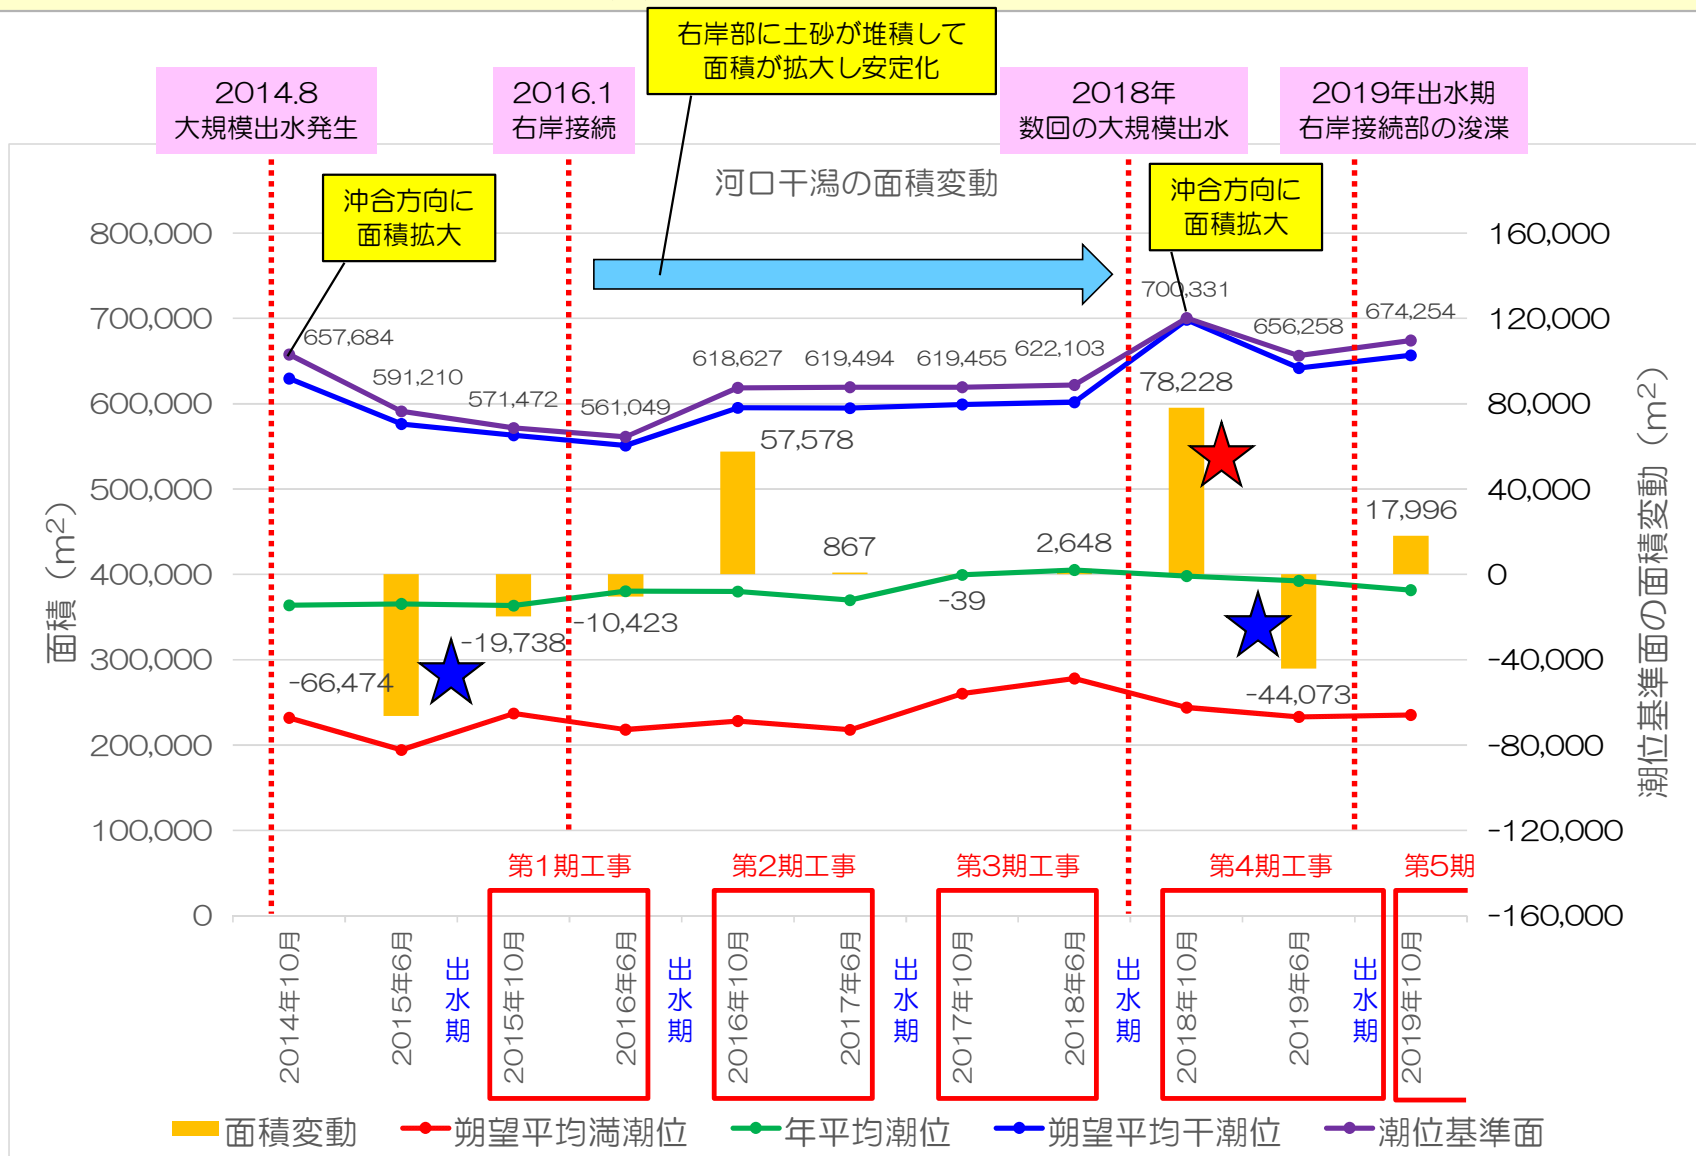 右岸部に土砂が堆積して
面積が拡大し安定化
2014.8
大規模出水発生
2016.1
右岸接続
2018年
数回の大規模出水
2019年出水期
右岸接続部の浚渫
沖合方向に
面積拡大
河口干潟の面積変動
沖合方向に
面積拡大
800,000
700,000
600,000
500,000
400,000
300,000
200,000
100,000
0
面積（m²）
160,000
120,000
80,000
40,000
0
-40,000
-80,000
-120,000
-160,000
潮位基準面の面積変動（m²）
657,684
591,210
571,472
561,049
618,627
619,494
619,455
622,103
700,331
656,258
674,254
-66,474
-19,738
-10,423
57,578
867
-39
2,648
78,228
-44,073
17,996
第1期工事
第2期工事
第3期工事
第4期工事
第5期
2014年10月
2015年6月
出水期
2015年10月
2016年6月
出水期
2016年10月
2017年6月
出水期
2017年10月
2018年6月
出水期
2018年10月
2019年6月
出水期
2019年10月
面積変動
朔望平均満潮位
年平均潮位
朔望平均干潮位
潮位基準面